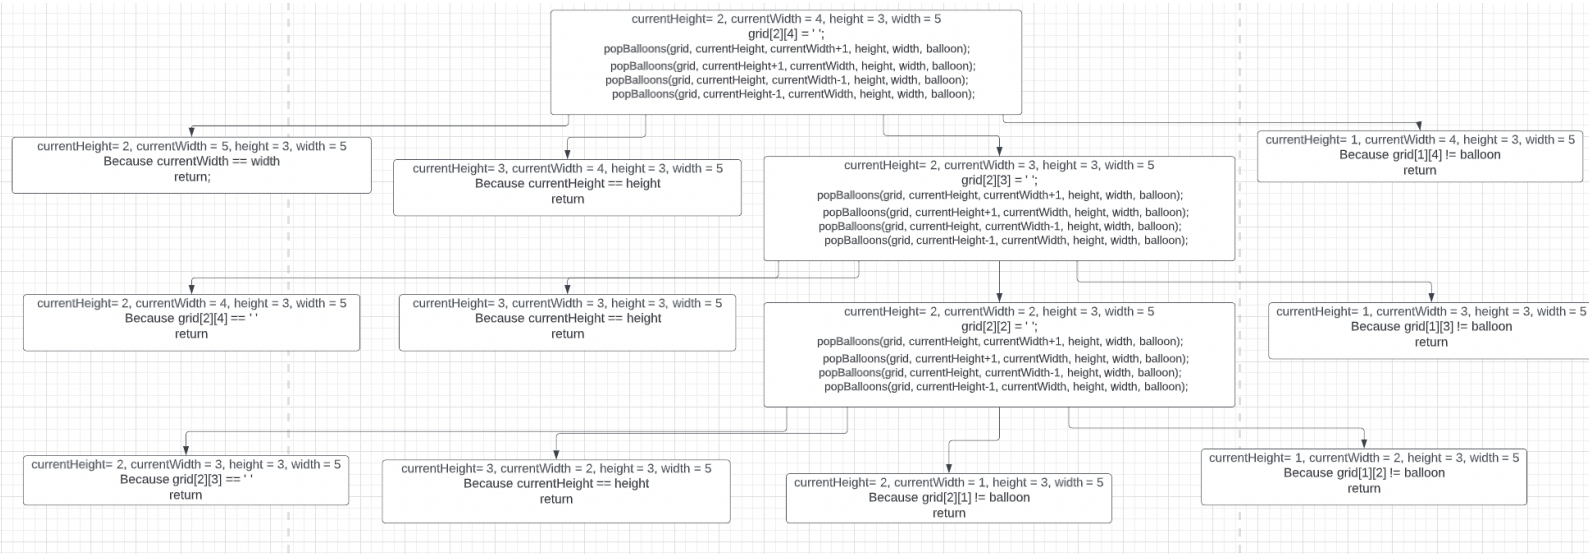 currentHeight= 2, currentWidth = 4, height = 3, width = 5
grid[2][4] = ' ';
popBalloons(grid, currentHeight, currentWidth+1, height, width, balloon);
popBalloons(grid, currentHeight+1, currentWidth, height, width, balloon);
popBalloons(grid, currentHeight, currentWidth-1, height, width, balloon);
popBalloons(grid, currentHeight-1, currentWidth, height, width, balloon);
currentHeight= 2, currentWidth = 5, height = 3, width = 5
Because currentWidth == width
return;
currentHeight= 3, currentWidth = 4, height = 3, width = 5
Because currentHeight == height
return
currentHeight= 2, currentWidth = 3, height = 3, width = 5
grid[2][3] = ' ';
popBalloons(grid, currentHeight, currentWidth+1, height, width, balloon);
popBalloons(grid, currentHeight+1, currentWidth, height, width, balloon);
popBalloons(grid, currentHeight, currentWidth-1, height, width, balloon);
popBalloons(grid, currentHeight-1, currentWidth, height, width, balloon);
currentHeight= 1, currentWidth = 4, height = 3, width = 5
Because grid[1][4] != balloon
return
currentHeight= 2, currentWidth = 4, height = 3, width = 5
Because grid[2][4] == ' '
return
currentHeight= 3, currentWidth = 3, height = 3, width = 5
Because currentHeight == height
return
currentHeight= 2, currentWidth = 2, height = 3, width = 5
grid[2][2] = ' ';
popBalloons(grid, currentHeight, currentWidth+1, height, width, balloon);
popBalloons(grid, currentHeight+1, currentWidth, height, width, balloon);
popBalloons(grid, currentHeight, currentWidth-1, height, width, balloon);
popBalloons(grid, currentHeight-1, currentWidth, height, width, balloon);
currentHeight= 1, currentWidth = 3, height = 3, width = 5
Because grid[1][3] != balloon
return
currentHeight= 2, currentWidth = 3, height = 3, width = 5
Because grid[2][3] == ' '
return
currentHeight= 3, currentWidth = 2, height = 3, width = 5
Because currentHeight == height
return
currentHeight= 2, currentWidth = 1, height = 3, width = 5
Because grid[2][1] != balloon
return
currentHeight= 1, currentWidth = 2, height = 3, width = 5
Because grid[1][2] != balloon
return